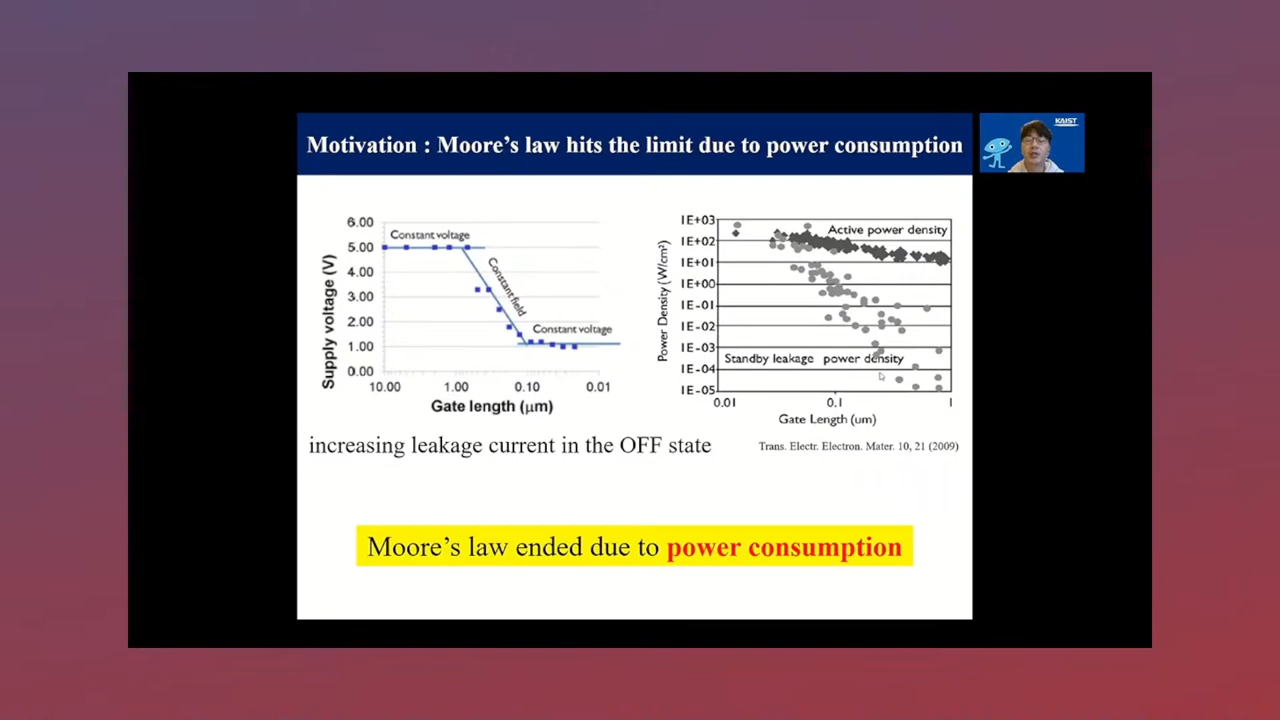 Motivation : Moore's law hits the limit due to power consumption
KAIST
6.00
5.00
4.00
3.00
2.00
1.00
0.00
Supply voltage (V)
Constant voltage
Constant field
Constant voltage
10.00 1.00 0.10 0.01
Gate length (μm)
1E+03
1E+02
1E+01
1E+00
1E-01
1E-02
1E-03
1E-04
1E-05
Power Density (W/cm²)
Active power density
Standby leakage power density
0.01 0.1 1
Gate Length (um)
increasing leakage current in the OFF state
Trans. Electr. Electron. Mater. 10, 21 (2009)
Moore's law ended due to power consumption